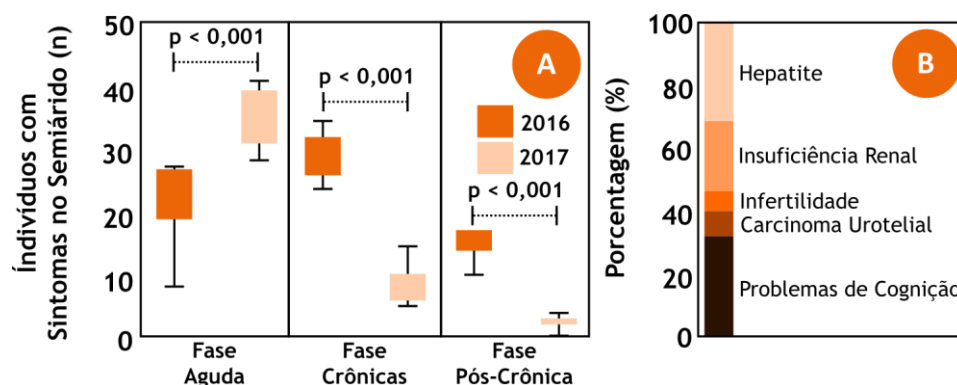 Índívíduos com
Sintomas no Semiárido (n)
50
40
30
20
10
0
p < 0,001
p < 0,001
p < 0,001
A
2016
2017
Fase
Aguda
Fase
Crônicas
Fase
Pós-Crônica
Porcentagem (%)
100
80
60
40
20
0
B
Hepatite
Insuficiência Renal
Infertilidade
Carcinoma Urotelial
Problemas de Cognição